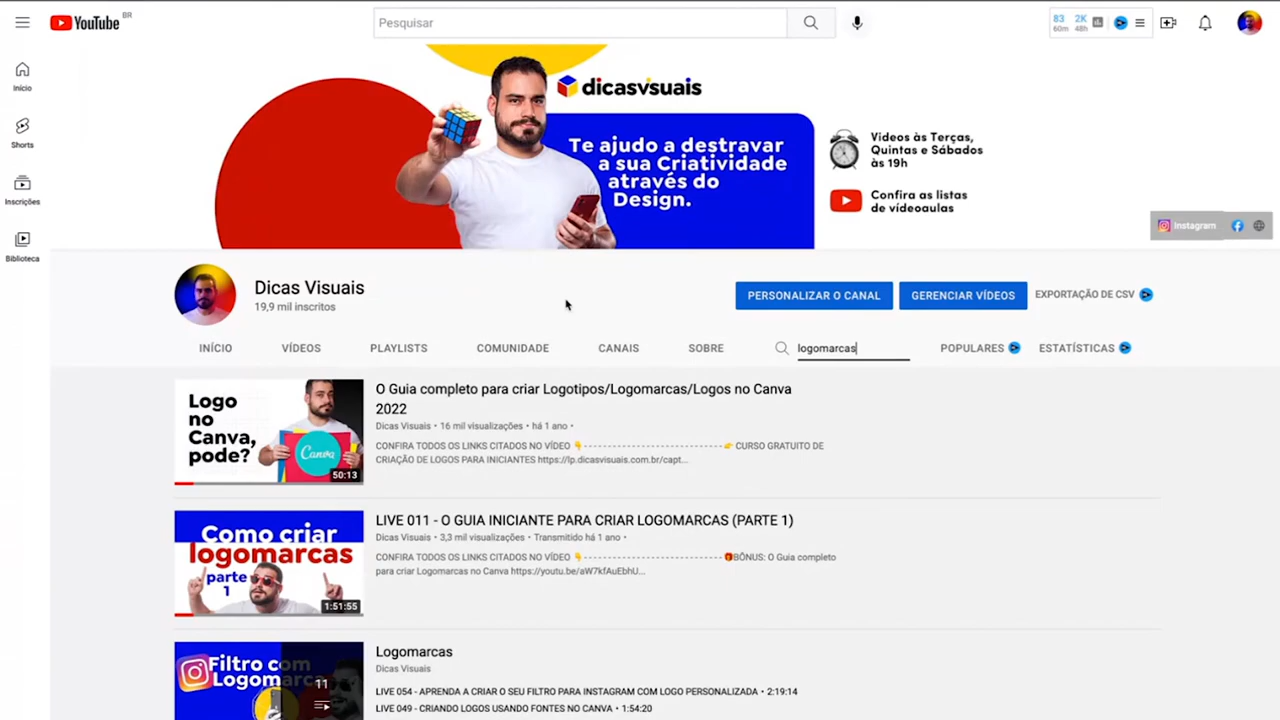 YouTube BR
Pesquisar
83 2K
60m 48h
Início
Shorts
Inscrições
Biblioteca
dicasvsuais
Te ajudo a destravar
a sua Criatividade
através do
Design.
Videos às Terças,
Quintas e Sábados
às 19h
Confira as listas
de vídeoaulas
Instagram
Dicas Visuais
19,9 mil inscritos
PERSONALIZAR O CANAL
GERENCIAR VÍDEOS
EXPORTAÇÃO DE CSV
INÍCIO VÍDEOS PLAYLISTS COMUNIDADE CANAIS SOBRE logomarcas POPULARES ESTATÍSTICAS
Logo
no
Canva,
pode?
Canva
50:13
O Guia completo para criar Logotipos/Logomarcas/Logos no Canva
2022
Dicas Visuais • 16 mil visualizações • há 1 ano •
CONFIRA TODOS OS LINKS CITADOS NO VÍDEO 👇------------------------------👉 CURSO GRATUITO DE
CRIAÇÃO DE LOGOS PARA INICIANTES https://lp.dicasvisuais.com.br/capt...
Como criar
logomarcas
parte
1
1:51:55
LIVE 011 - O GUIA INICIANTE PARA CRIAR LOGOMARCAS (PARTE 1)
Dicas Visuais • 3,3 mil visualizações • Transmitido há 1 ano •
CONFIRA TODOS OS LINKS CITADOS NO VÍDEO 👇------------------------------🎁BÔNUS: O Guia completo
para criar Logomarcas no Canva https://youtu.be/aW7kfAuEbhU...
Filtro com
Logomarca
11
Logomarcas
Dicas Visuais
LIVE 054 - APRENDA A CRIAR O SEU FILTRO PARA INSTAGRAM COM LOGO PERSONALIZADA • 2:19:14
LIVE 049 - CRIANDO LOGOS USANDO FONTES NO CANVA • 1:54:20